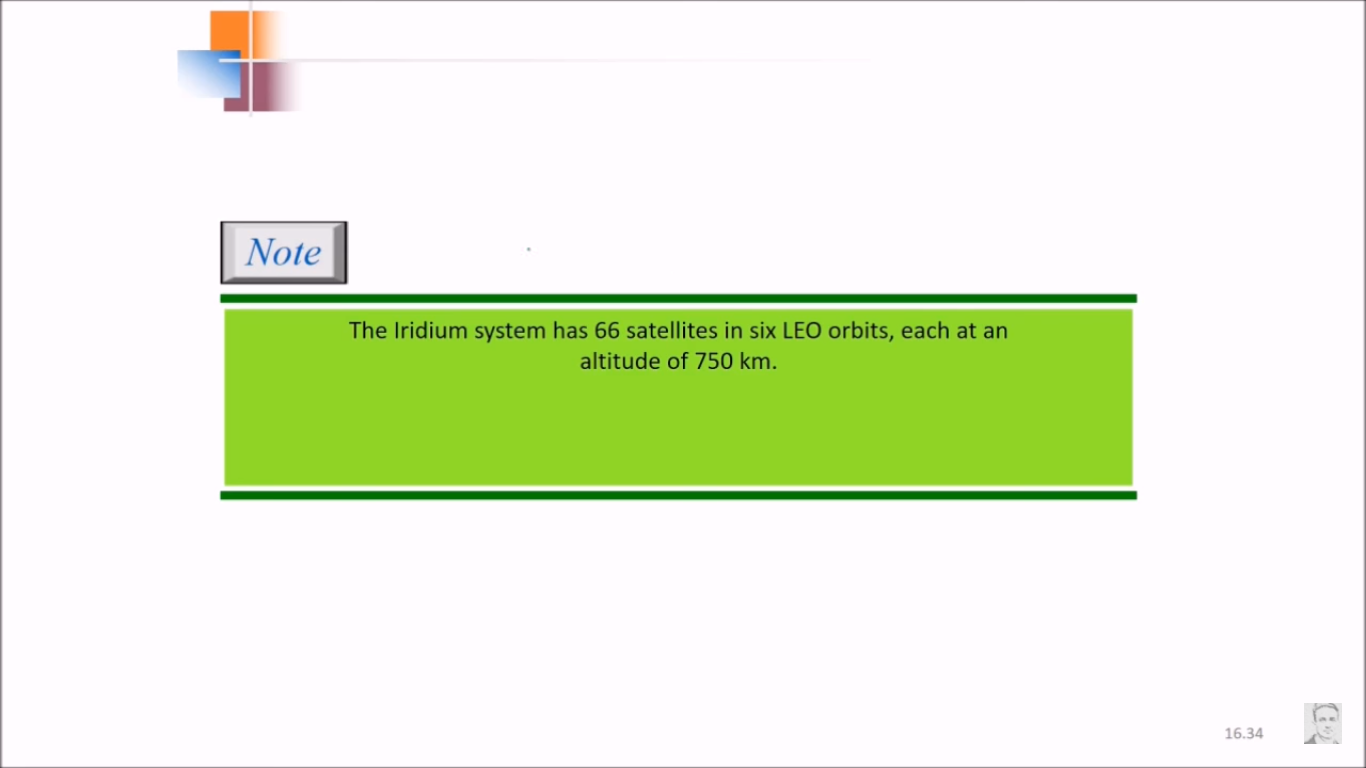 Note
The Iridium system has 66 satellites in six LEO orbits, each at an
altitude of 750 km.
16.34